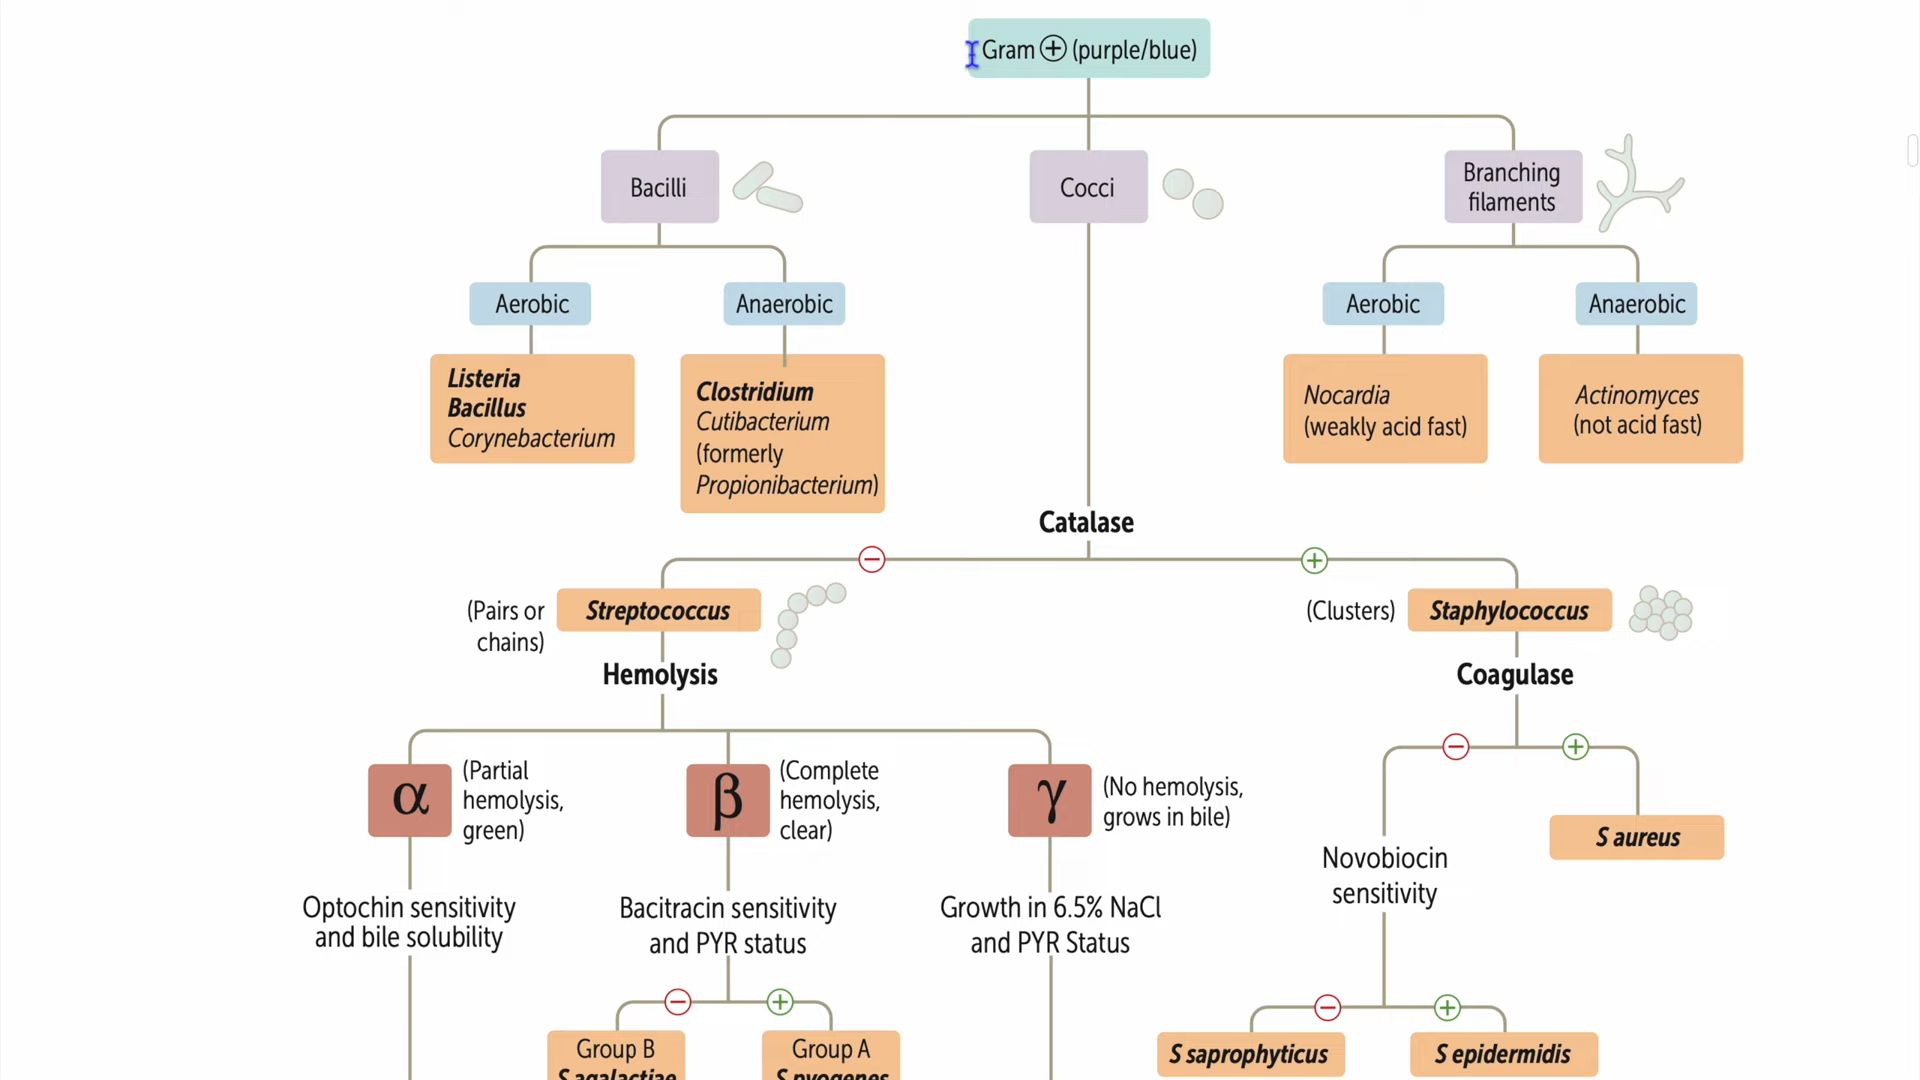 Gram ⊕ (purple/blue)
Bacilli
Cocci
Branching
filaments
Aerobic
Anaerobic
Aerobic
Anaerobic
Listeria
Bacillus
Corynebacterium
Clostridium
Cutibacterium
(formerly
Propionibacterium)
Nocardia
(weakly acid fast)
Actinomyces
(not acid fast)
Catalase
−
+
(Pairs or
chains)
Streptococcus
(Clusters)
Staphylococcus
Hemolysis
Coagulase
−
+
α
(Partial
hemolysis,
green)
β
(Complete
hemolysis,
clear)
γ
(No hemolysis,
grows in bile)
S aureus
Novobiocin
sensitivity
Optochin sensitivity
and bile solubility
Bacitracin sensitivity
and PYR status
Growth in 6.5% NaCl
and PYR Status
−
+
−
+
Group B
S agalactiae
Group A
S pyogenes
S saprophyticus
S epidermidis